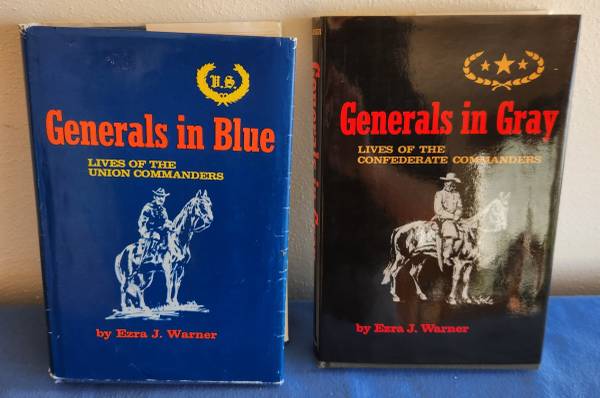 U.S.
Generals in Blue
LIVES OF THE
UNION COMMANDERS
by Ezra J. Warner
Generals in Gray
LIVES OF THE
CONFEDERATE COMMANDERS
by Ezra J. Warner